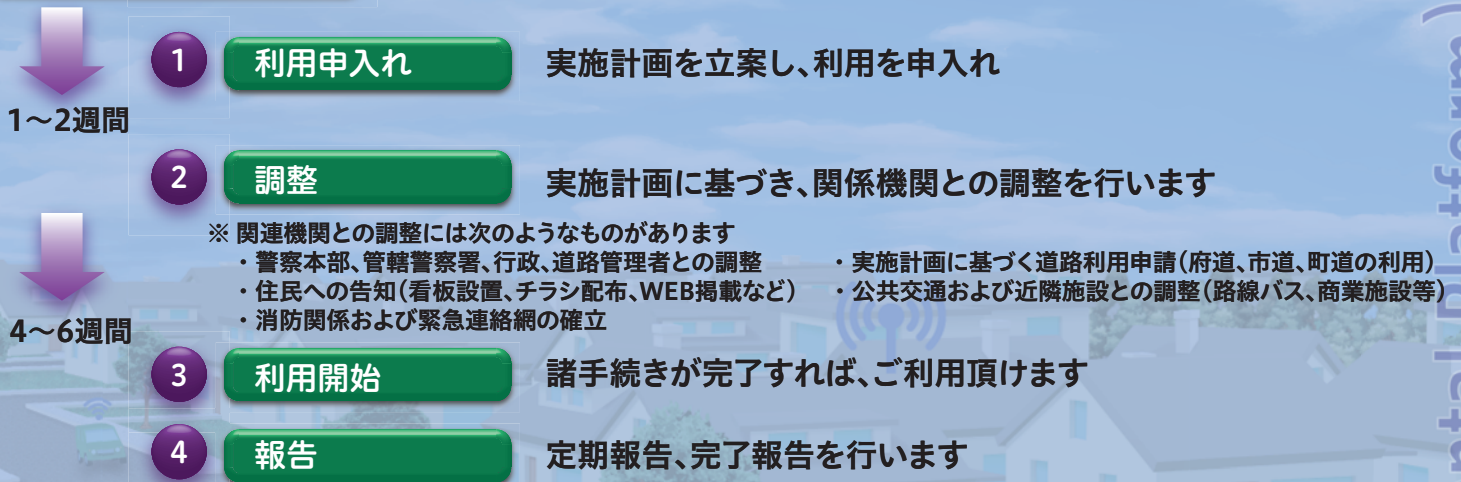 1 利用申入れ 実施計画を立案し、利用を申入れ
1～2週間
2 調整 実施計画に基づき、関係機関との調整を行います
※ 関連機関との調整には次のようなものがあります
・警察本部、管轄警察署、行政、道路管理者との調整 ・実施計画に基づく道路利用申請（府道、市道、町道の利用）
・住民への告知（看板設置、チラシ配布、WEB掲載など） ・公共交通および近隣施設との調整（路線バス、商業施設等）
・消防関係および緊急連絡網の確立
4～6週間
3 利用開始 諸手続きが完了すれば、ご利用頂けます
4 報告 定期報告、完了報告を行います